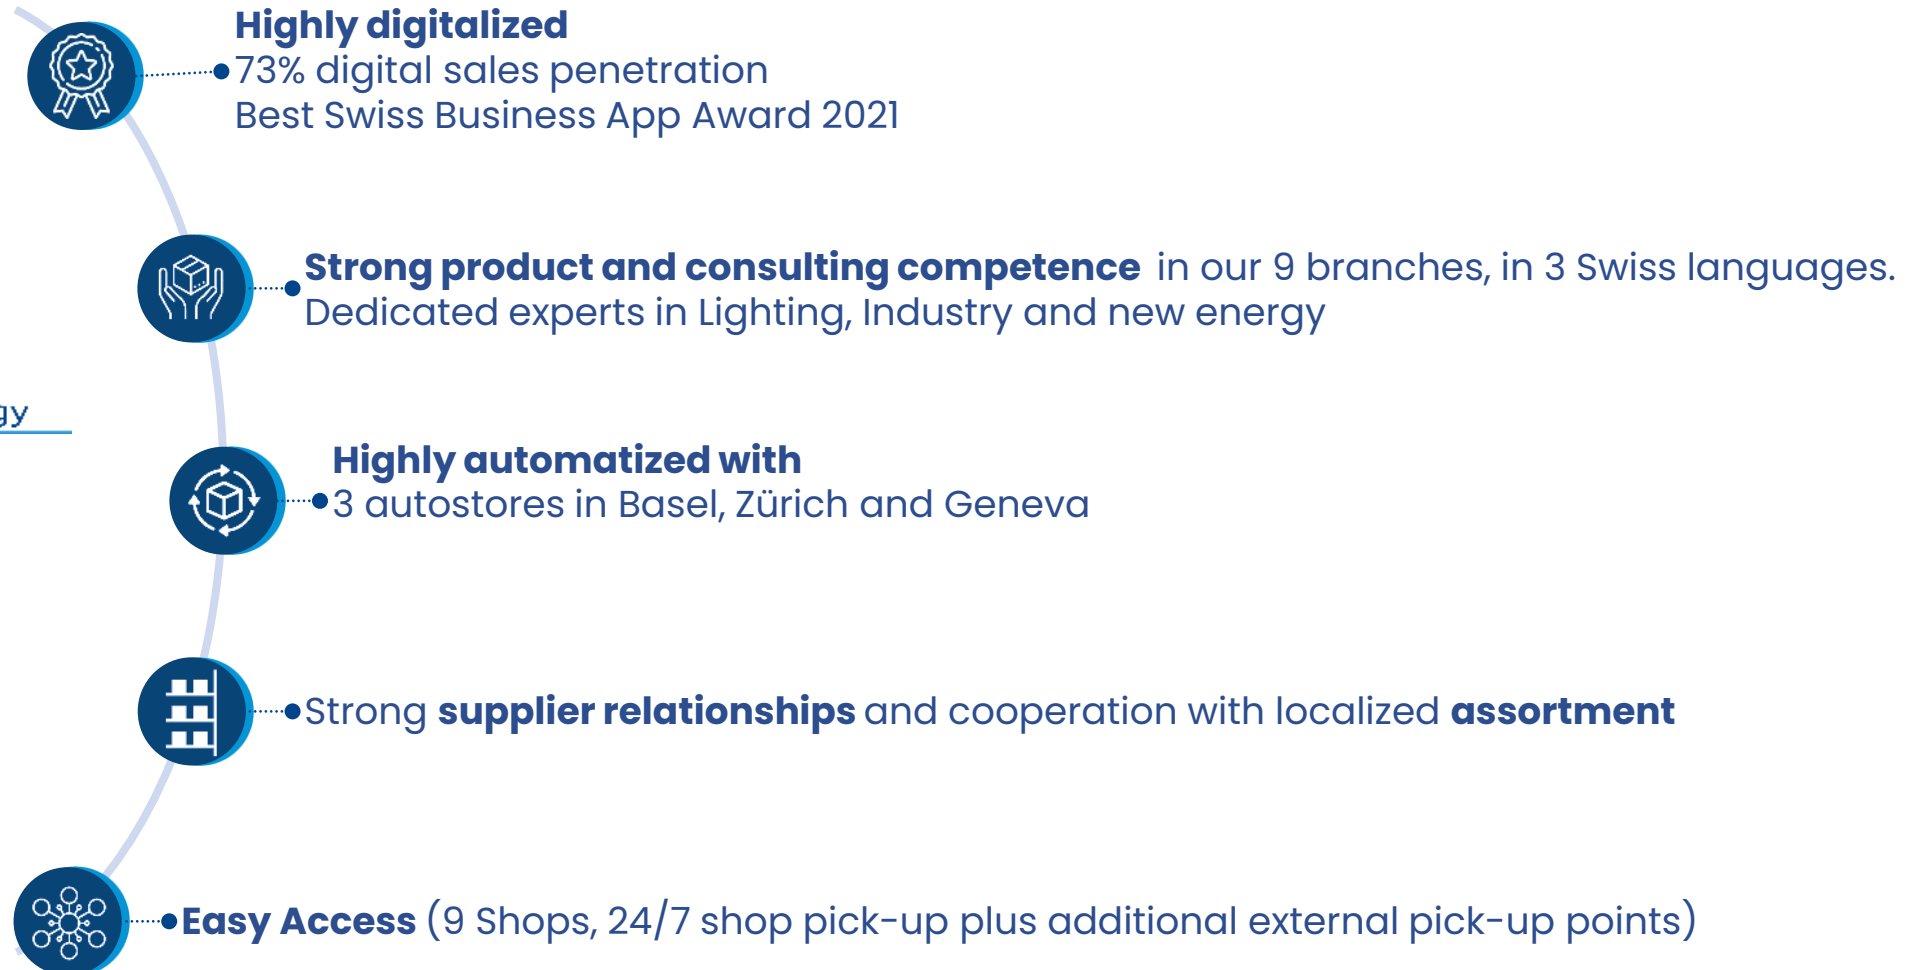 Highly digitalized
73% digital sales penetration
Best Swiss Business App Award 2021
Strong product and consulting competence in our 9 branches, in 3 Swiss languages.
Dedicated experts in Lighting, Industry and new energy
gy
Highly automatized with
3 autostores in Basel, Zürich and Geneva
Strong supplier relationships and cooperation with localized assortment
Easy Access (9 Shops, 24/7 shop pick-up plus additional external pick-up points)